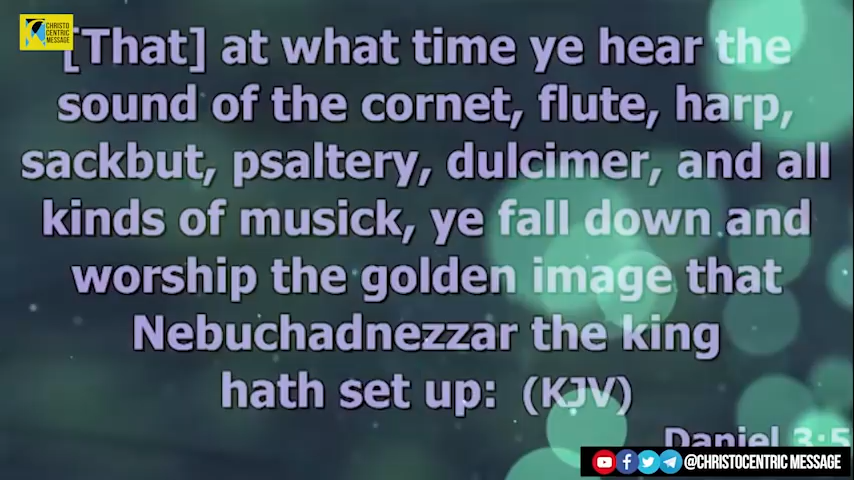 CHRISTO
CENTRIC
MESSAGE
[That] at what time ye hear the
sound of the cornet, flute, harp,
sackbut, psaltery, dulcimer, and all
kinds of musick, ye fall down and
worship the golden image that
Nebuchadnezzar the king
hath set up: (KJV)
Daniel 3:5
@CHRISTOCENTRIC MESSAGE